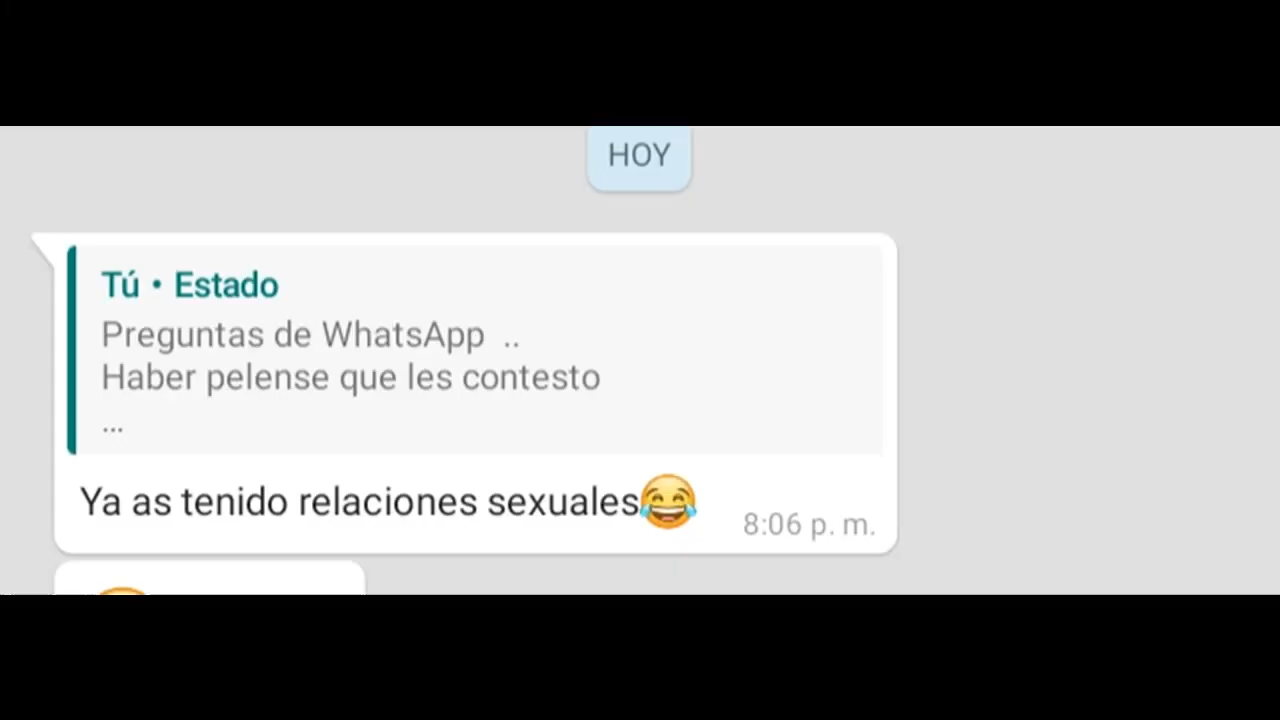 HOY
Tú • Estado
Preguntas de WhatsApp ..
Haber pelense que les contesto
...
Ya as tenido relaciones sexuales😂
8:06 p. m.